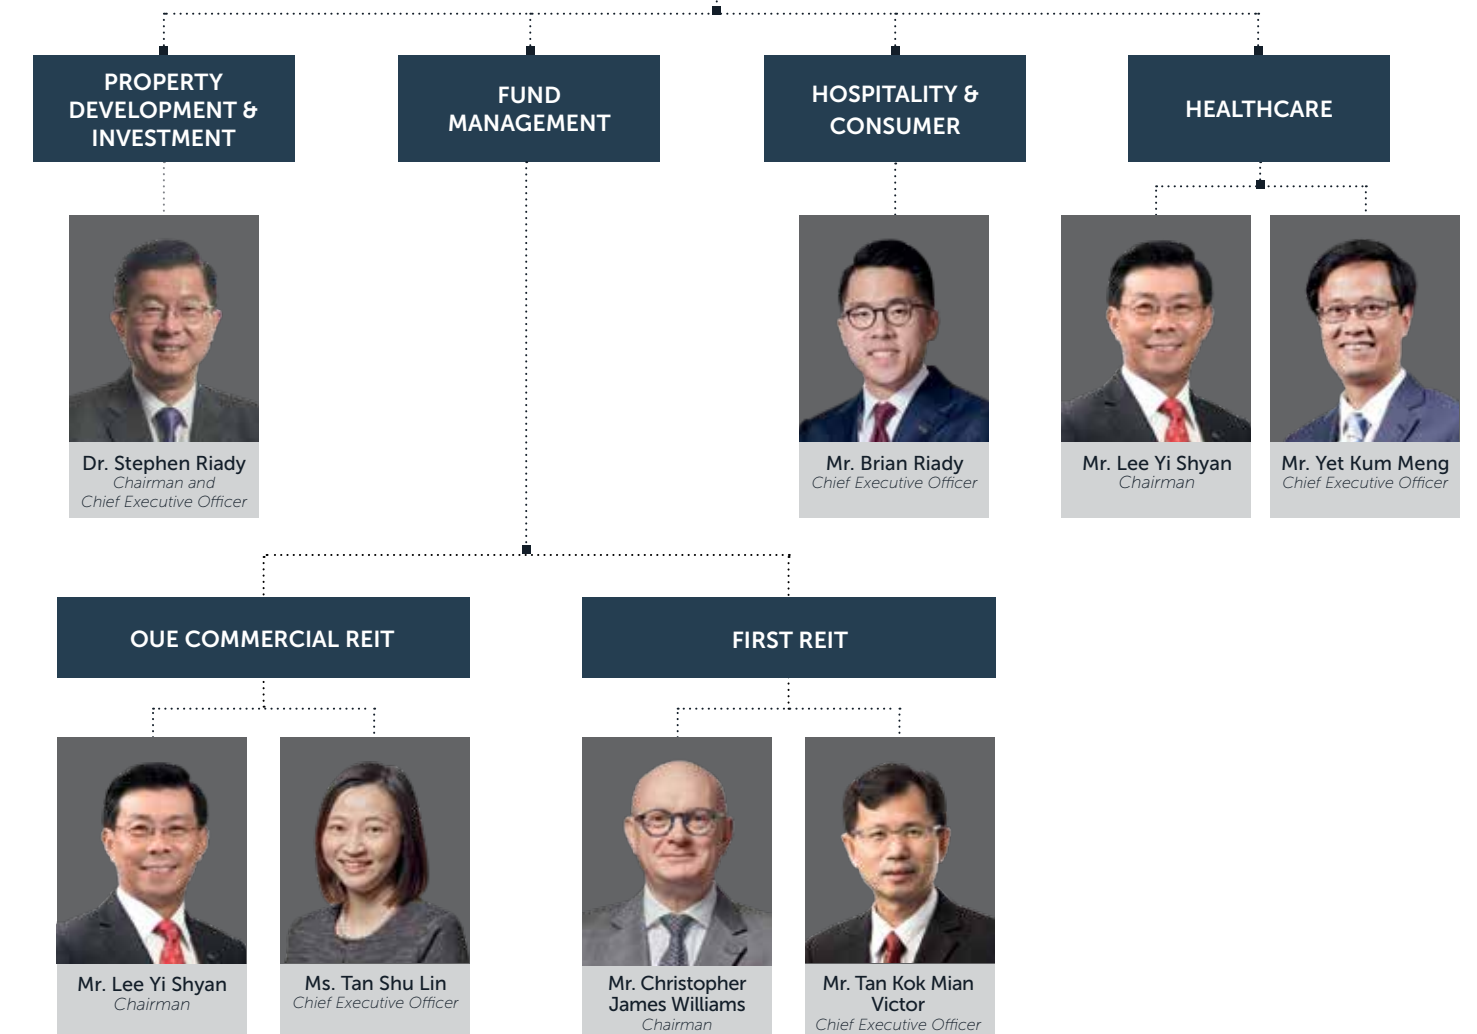 PROPERTY
DEVELOPMENT &
INVESTMENT
FUND
MANAGEMENT
HOSPITALITY &
CONSUMER
HEALTHCARE
Dr. Stephen Riady
Chairman and
Chief Executive Officer
Mr. Brian Riady
Chief Executive Officer
Mr. Lee Yi Shyan
Chairman
Mr. Yet Kum Meng
Chief Executive Officer
OUE COMMERCIAL REIT
FIRST REIT
Mr. Lee Yi Shyan
Chairman
Ms. Tan Shu Lin
Chief Executive Officer
Mr. Christopher
James Williams
Chairman
Mr. Tan Kok Mian
Victor
Chief Executive Officer